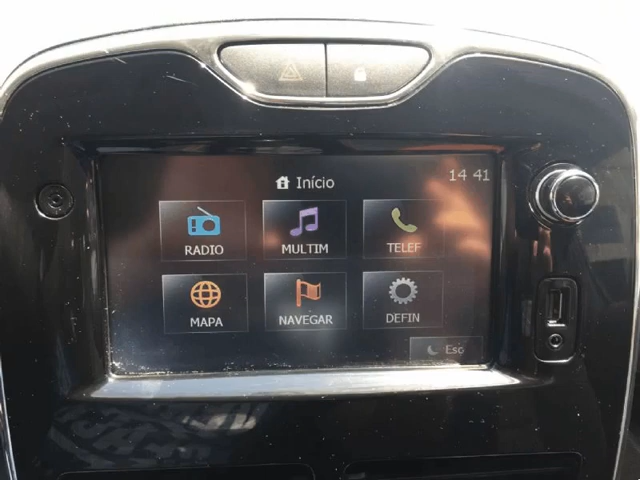 Início
14 41
RADIO
MULTIM
TELEF
MAPA
NAVEGAR
DEFIN
Esc